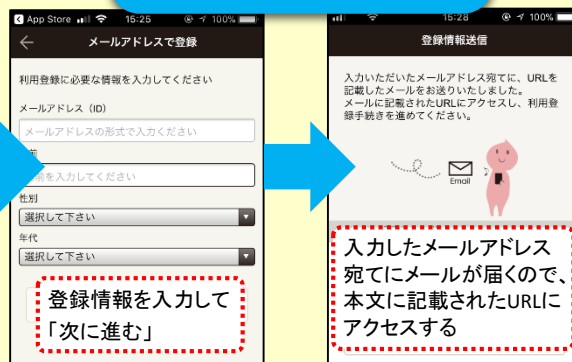 App Store 15:25 100%
メールアドレスで登録
利用登録に必要な情報を入力してください
メールアドレス（ID）
メールアドレスの形式で入力ください
前を入力してください
性別
選択して下さい
年代
選択して下さい
登録情報を入力して
「次に進む」
15:28 100%
登録情報送信
入力いただいたメールアドレス宛てに、URLを
記載したメールをお送りいたしました。
メールに記載されたURLにアクセスし、利用登
録手続きを進めてください。
Email
入力したメールアドレス
宛てにメールが届くので、
本文に記載されたURLに
アクセスする